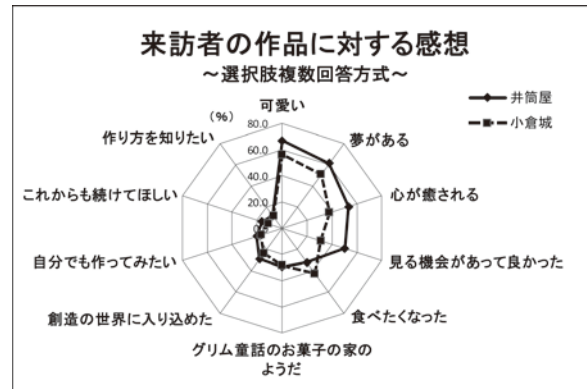 来訪者の作品に対する感想
～選択肢複数回答方式～
(%)
可愛い
80.0
60.0
40.0
20.0
0.0
井筒屋
小倉城
夢がある
心が癒される
見る機会があって良かった
食べたくなった
グリム童話のお菓子の家の
ようだ
創造の世界に入り込めた
自分でも作ってみたい
これからも続けてほしい
作り方を知りたい